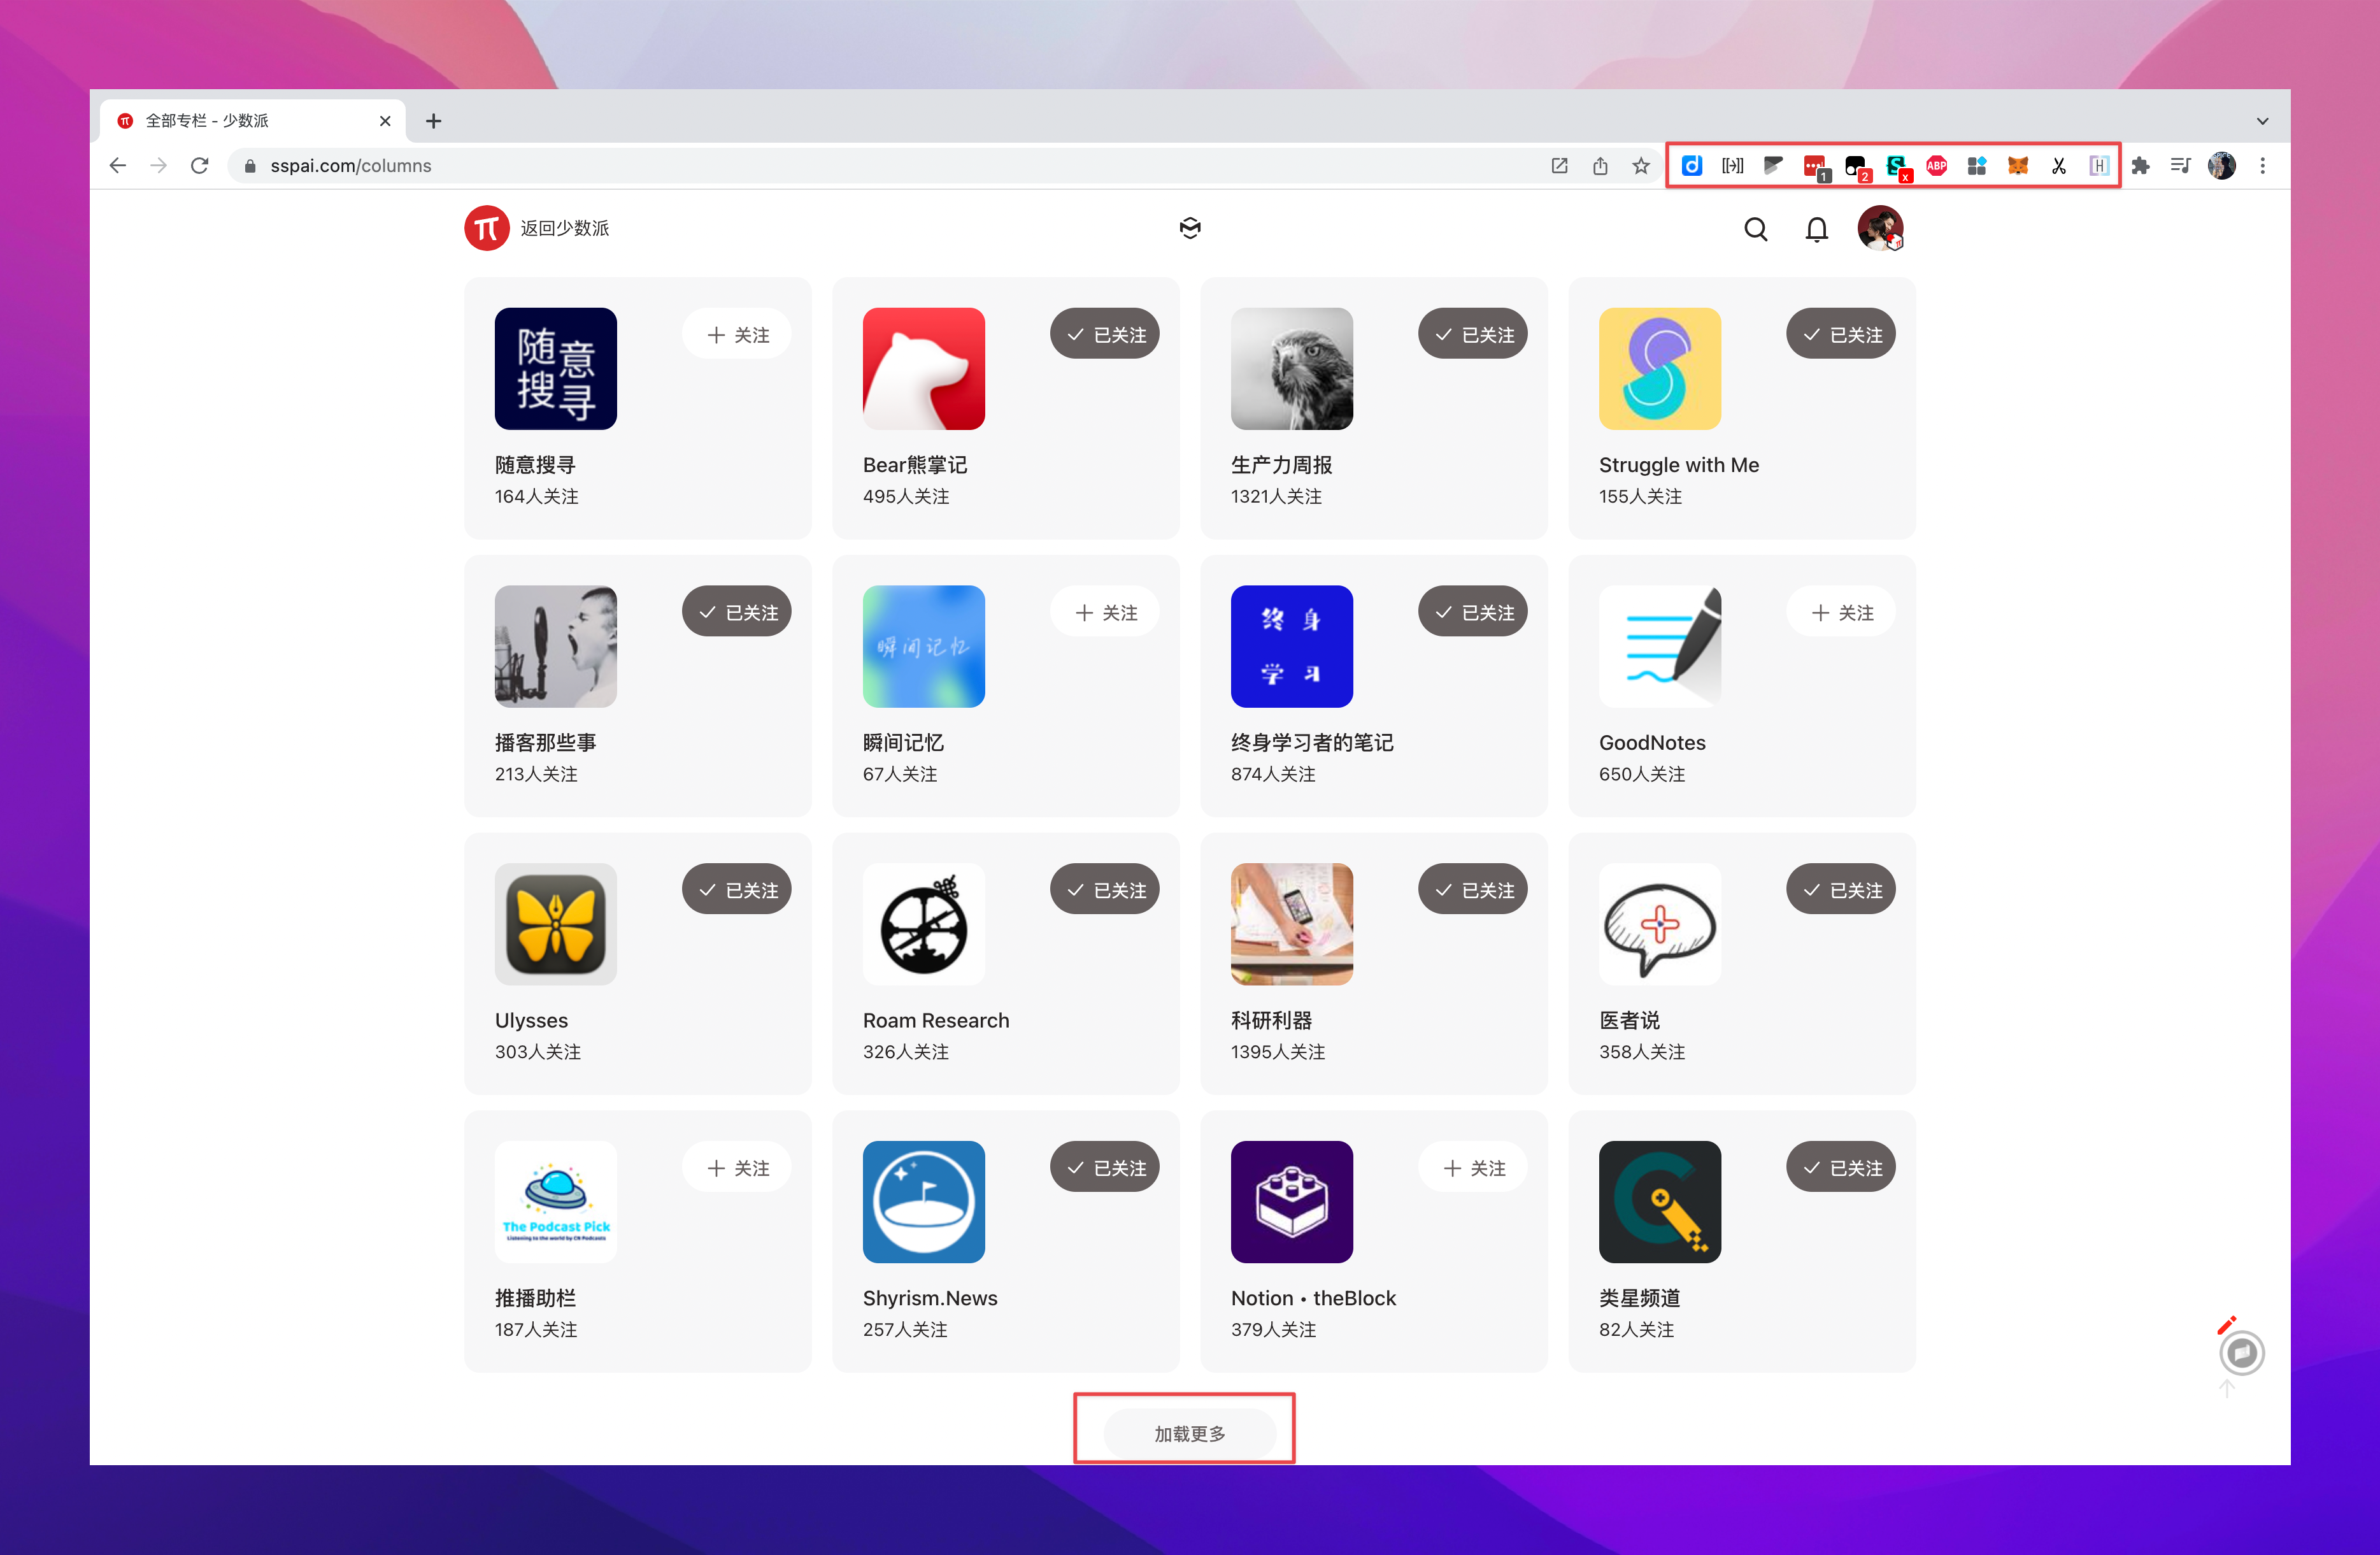 全部专栏 - 少数派
sspai.com/columns
1
2
x
ABP
H
返回少数派
随意
搜寻
关注
已关注
已关注
已关注
随意搜寻
Bear熊掌记
生产力周报
Struggle with Me
164人关注
495人关注
1321人关注
155人关注
已关注
瞬间记忆
关注
终身
学习
已关注
关注
播客那些事
瞬间记忆
终身学习者的笔记
GoodNotes
213人关注
67人关注
874人关注
650人关注
已关注
已关注
已关注
已关注
Ulysses
Roam Research
科研利器
医者说
303人关注
326人关注
1395人关注
358人关注
The Podcast Pick
Listening to the world by CN Podcasts
关注
已关注
关注
已关注
推播助栏
Shyrism.News
Notion • theBlock
类星频道
187人关注
257人关注
379人关注
82人关注
加载更多